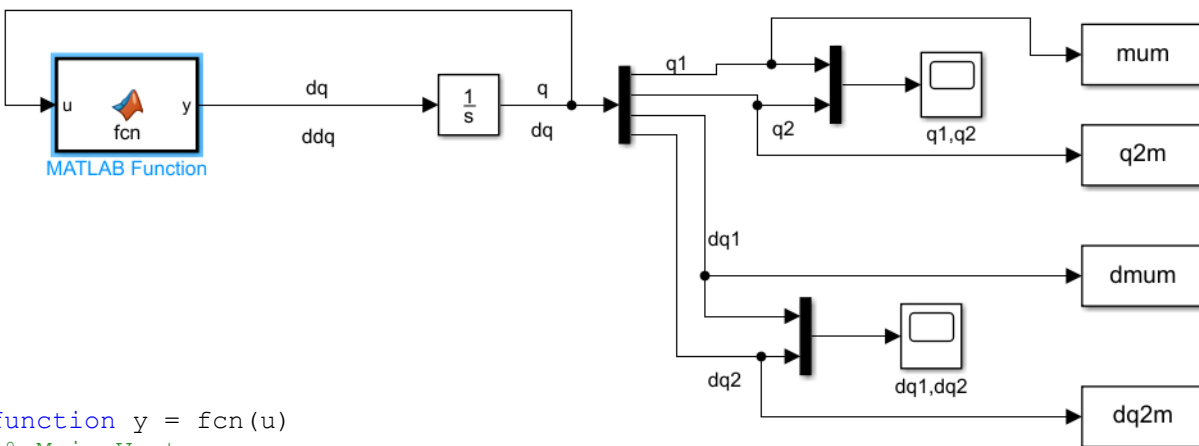 q1
mum
u
fcn
y
MATLAB Function
dq
ddq
1
s
q
dq
q2
q1,q2
q2m
dq1
dmum
dq2
dq1,dq2
dq2m
function y = fcn(u)